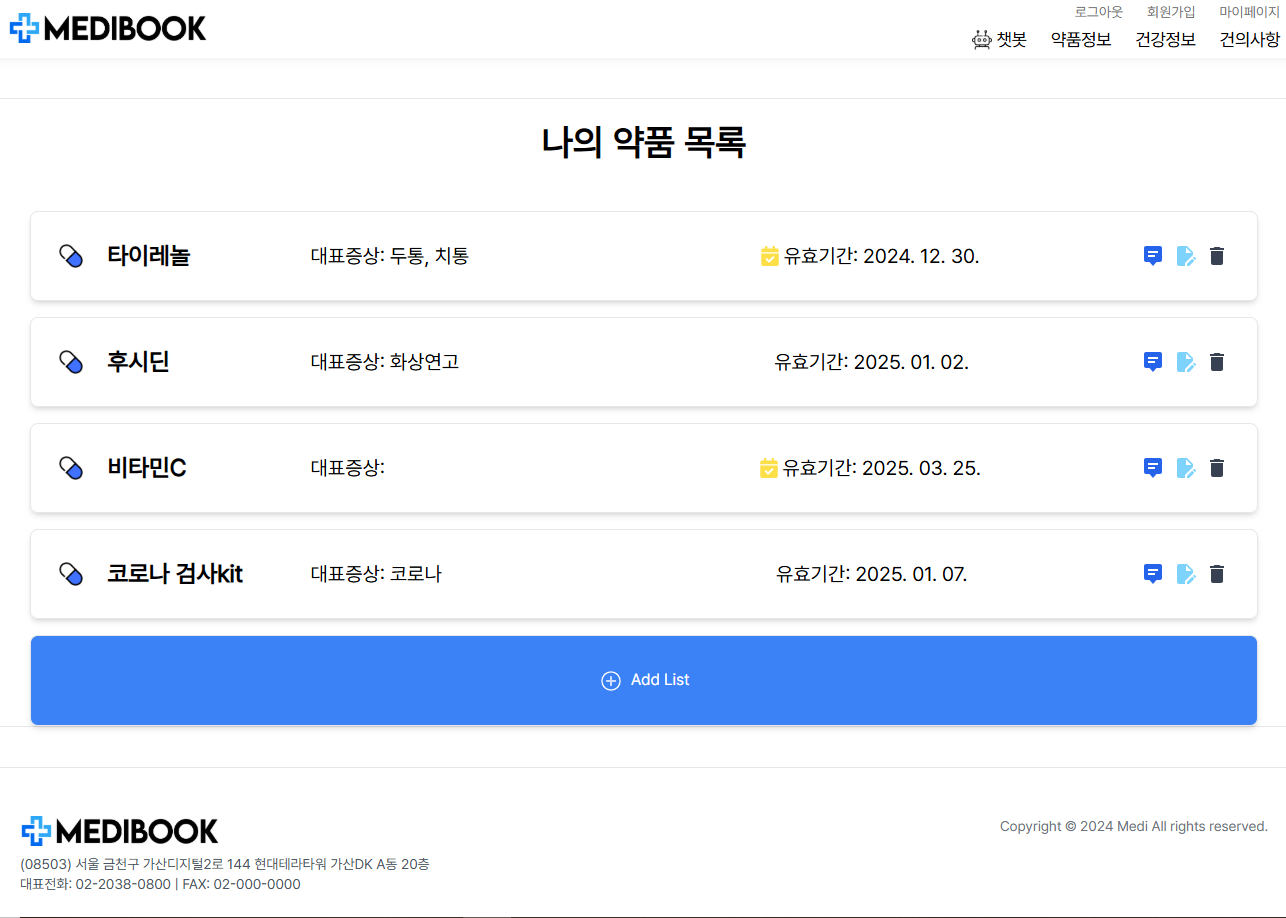 MEDIBOOK
로그아웃 회원가입 마이페이지
챗봇 약품정보 건강정보 건의사항
나의 약품 목록
타이레놀 대표증상: 두통, 치통 유효기간: 2024. 12. 30.
후시딘 대표증상: 화상연고 유효기간: 2025. 01. 02.
비타민C 대표증상: 유효기간: 2025. 03. 25.
코로나 검사kit 대표증상: 코로나 유효기간: 2025. 01. 07.
Add List
MEDIBOOK
Copyright © 2024 Medi All rights reserved.
(08503) 서울 금천구 가산디지털2로 144 현대테라타워 가산DK A동 20층
대표전화: 02-2038-0800 | FAX: 02-000-0000